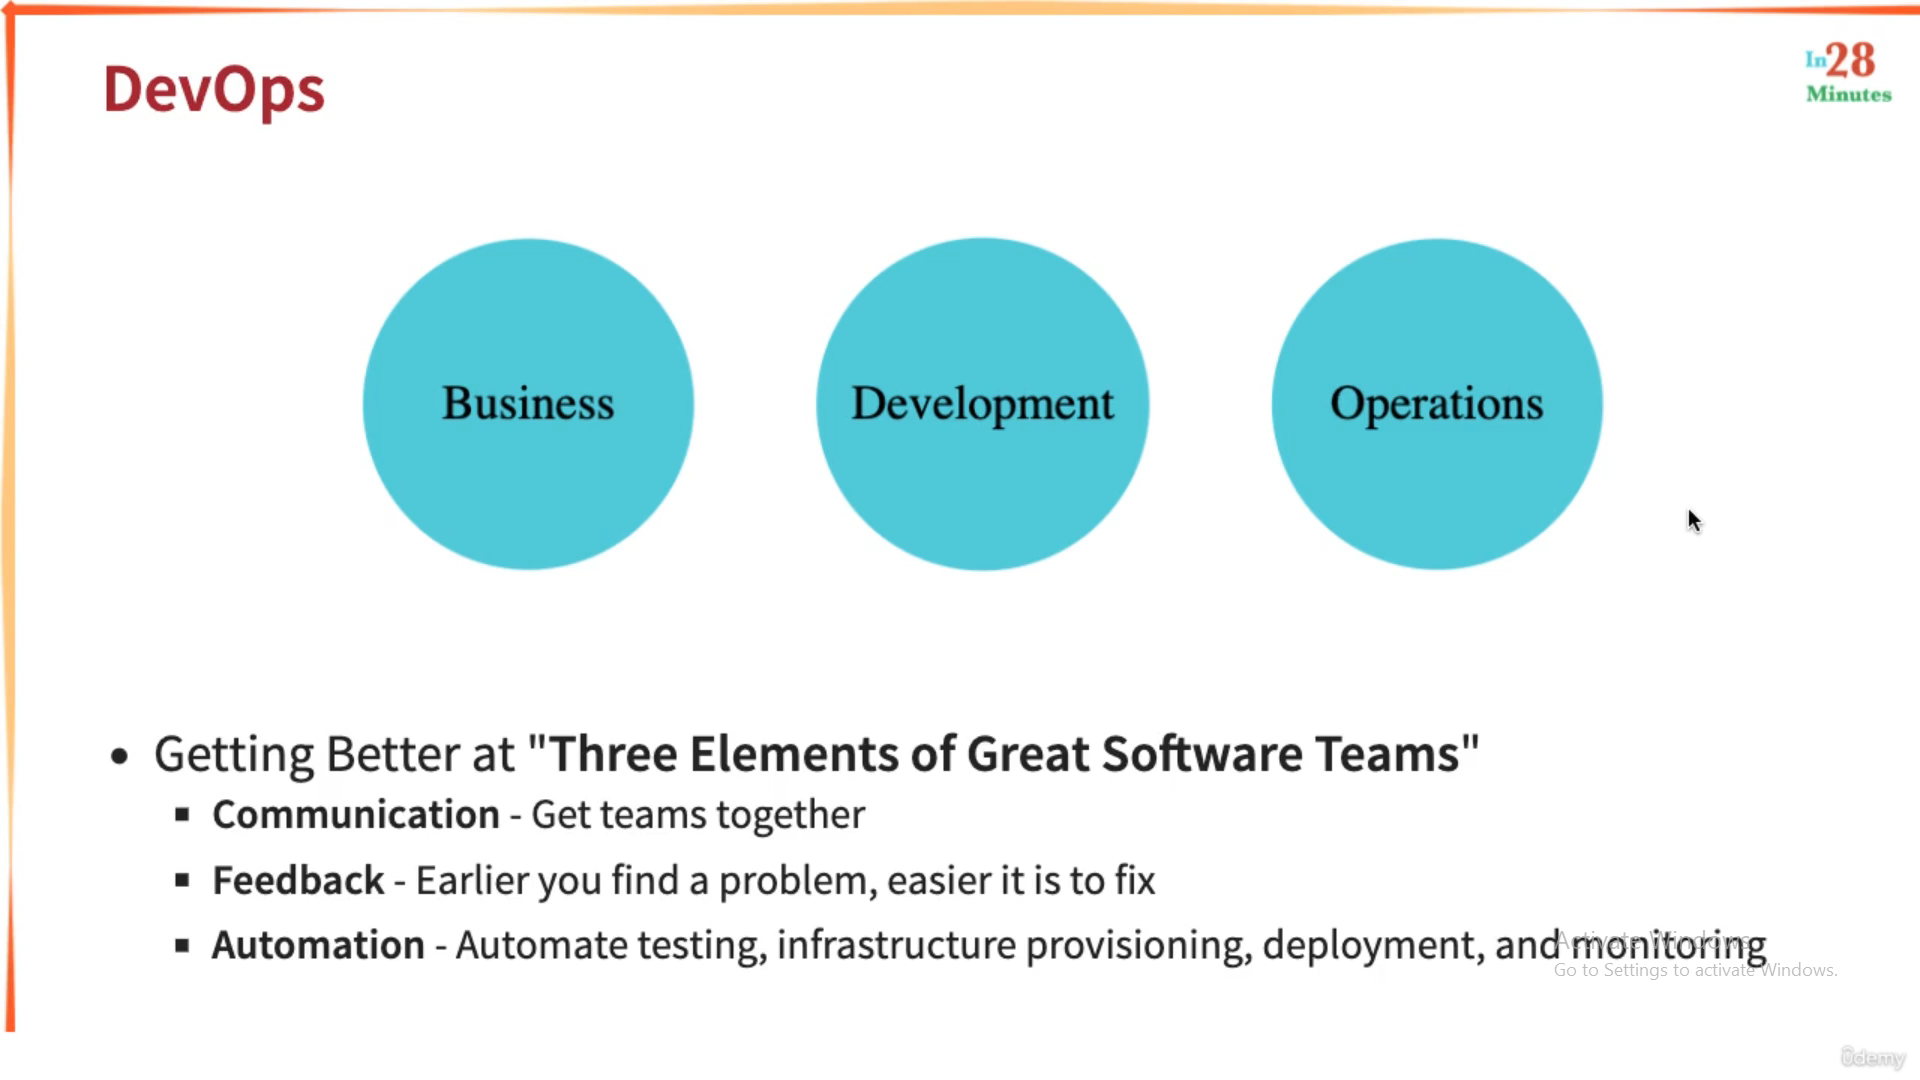 DevOps
In28
Minutes
Business
Development
Operations
• Getting Better at "Three Elements of Great Software Teams"
▪ Communication - Get teams together
▪ Feedback - Earlier you find a problem, easier it is to fix
▪ Automation - Automate testing, infrastructure provisioning, deployment, and monitoring
Activate Windows
Go to Settings to activate Windows.
ûdemy